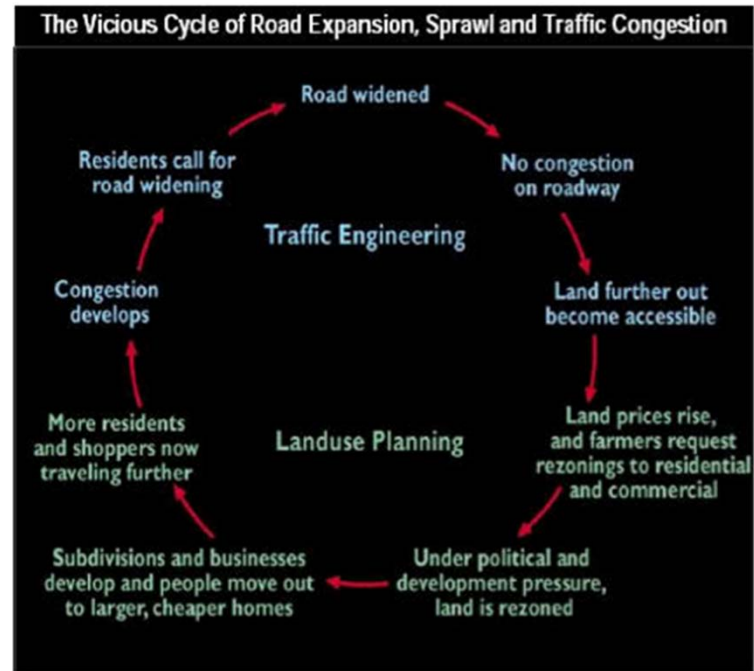 The Vicious Cycle of Road Expansion, Sprawl and Traffic Congestion
Road widened
No congestion
on roadway
Land further out
become accessible
Land prices rise,
and farmers request
rezonings to residential
and commercial
Under political and
development pressure,
land is rezoned
Subdivisions and businesses
develop and people move out
to larger, cheaper homes
More residents
and shoppers now
traveling further
Congestion
develops
Residents call for
road widening
Traffic Engineering
Landuse Planning